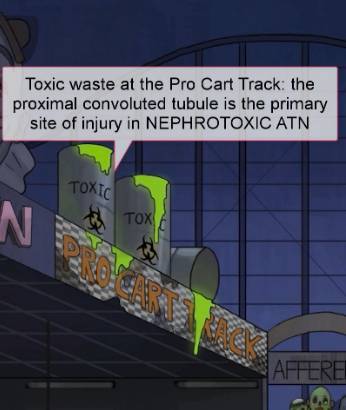 Toxic waste at the Pro Cart Track: the
proximal convoluted tubule is the primary
site of injury in NEPHROTOXIC ATN
TOXIC
TOXIC
N
PRO CART TRACK
AFFERE